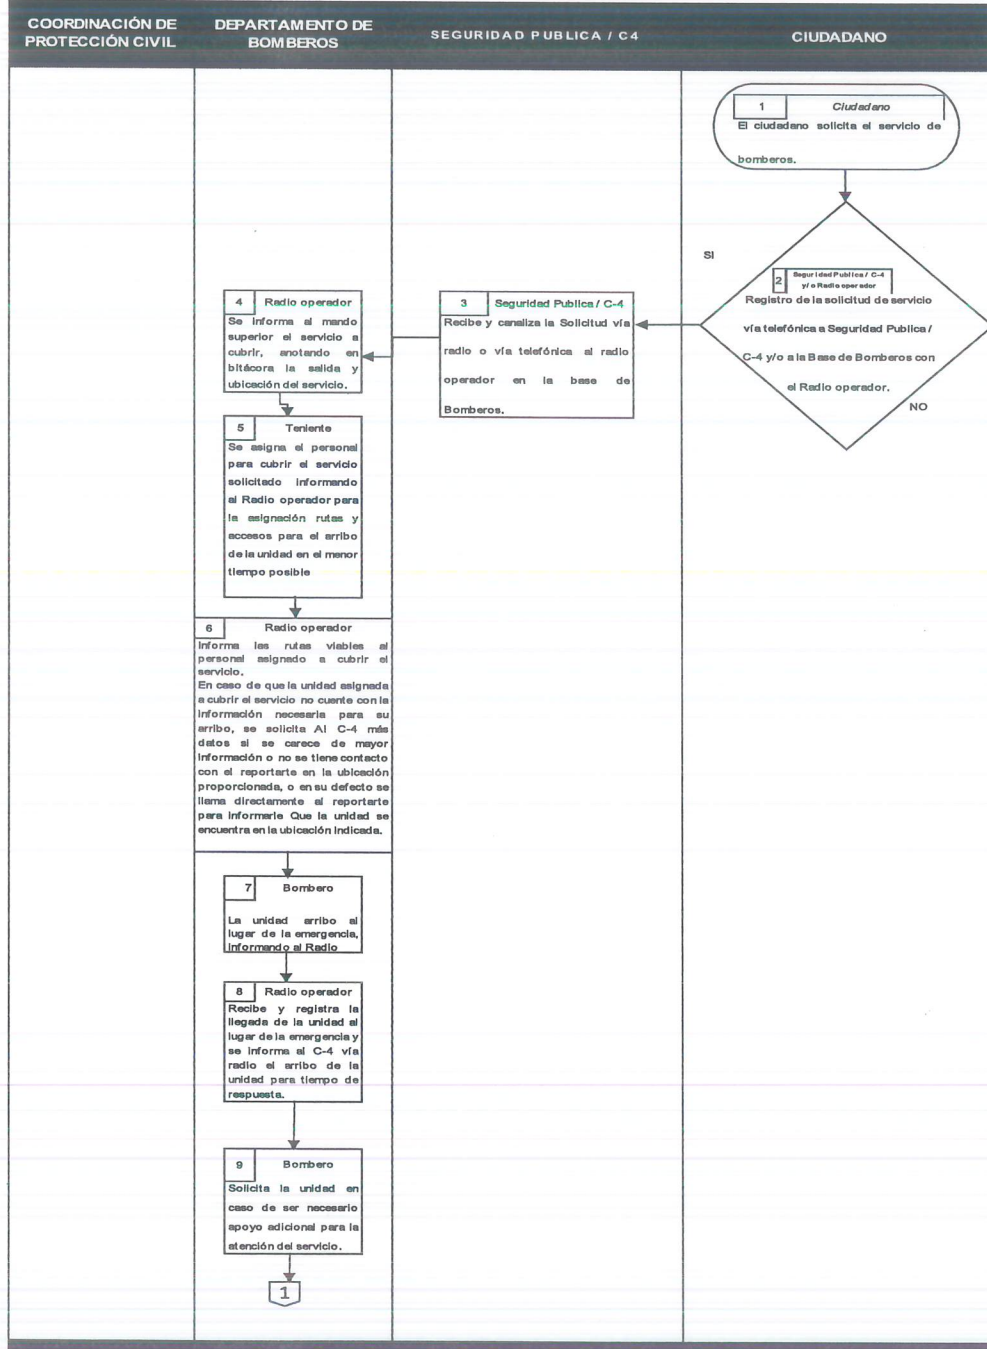 COORDINACIÓN DE
PROTECCIÓN CIVIL
DEPARTAMENTO DE
BOMBEROS
SEGURIDAD PUBLICA / C4
CIUDADANO
1 Ciudadano
El ciudadano solicita el servicio de
bomberos.
SI
2 Seguridad Publica / C-4
y/o Radio operador
Registro de la solicitud de servicio
vía telefónica a Seguridad Publica /
C-4 y/o a la Base de Bomberos con
el Radio operador.
NO
3 Seguridad Publica / C-4
Recibe y canaliza la Solicitud vía
radio o vía telefónica al radio
operador en la base de
Bomberos.
4 Radio operador
Se informa al mando
superior el servicio a
cubrir, anotando en
bitácora la salida y
ubicación del servicio.
5 Teniente
Se asigna el personal
para cubrir el servicio
solicitado informando
al Radio operador para
la asignación rutas y
accesos para el arribo
de la unidad en el menor
tiempo posible
6 Radio operador
Informa las rutas viables al
personal asignado a cubrir el
servicio.
En caso de que la unidad asignada
a cubrir el servicio no cuente con la
información necesaria para su
arribo, se solicita Al C-4 más
datos si se carece de mayor
información o no se tiene contacto
con el reportarte en la ubicación
proporcionada, o en su defecto se
llama directamente al reportarte
para informarle Que la unidad se
encuentra en la ubicación indicada.
7 Bombero
La unidad arribo al
lugar de la emergencia,
informando al Radio
8 Radio operador
Recibe y registra la
llegada de la unidad al
lugar de la emergencia y
se informa al C-4 vía
radio el arribo de la
unidad para tiempo de
respuesta.
9 Bombero
Solicita la unidad en
caso de ser necesario
apoyo adicional para la
atención del servicio.
1